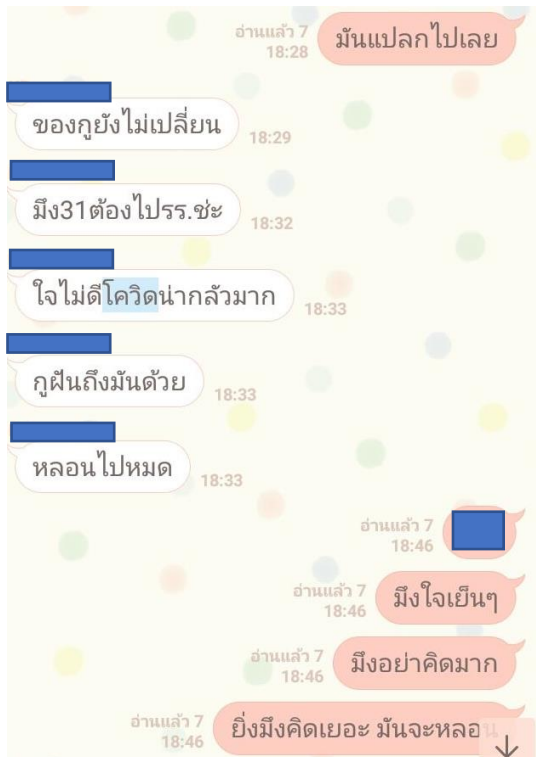 อ่านแล้ว 7
18:28
มันแปลกไปเลย
ของกูยังไม่เปลี่ยน
18:29
มึง31ต้องไปรร.ช่ะ
18:32
ใจไม่ดีโควิดน่ากลัวมาก
18:33
กูฝันถึงมันด้วย
18:33
หลอนไปหมด
18:33
อ่านแล้ว 7
18:46
อ่านแล้ว 7
18:46
มึงใจเย็นๆ
อ่านแล้ว 7
18:46
มึงอย่าคิดมาก
อ่านแล้ว 7
18:46
ยิ่งมึงคิดเยอะ มันจะหลอน